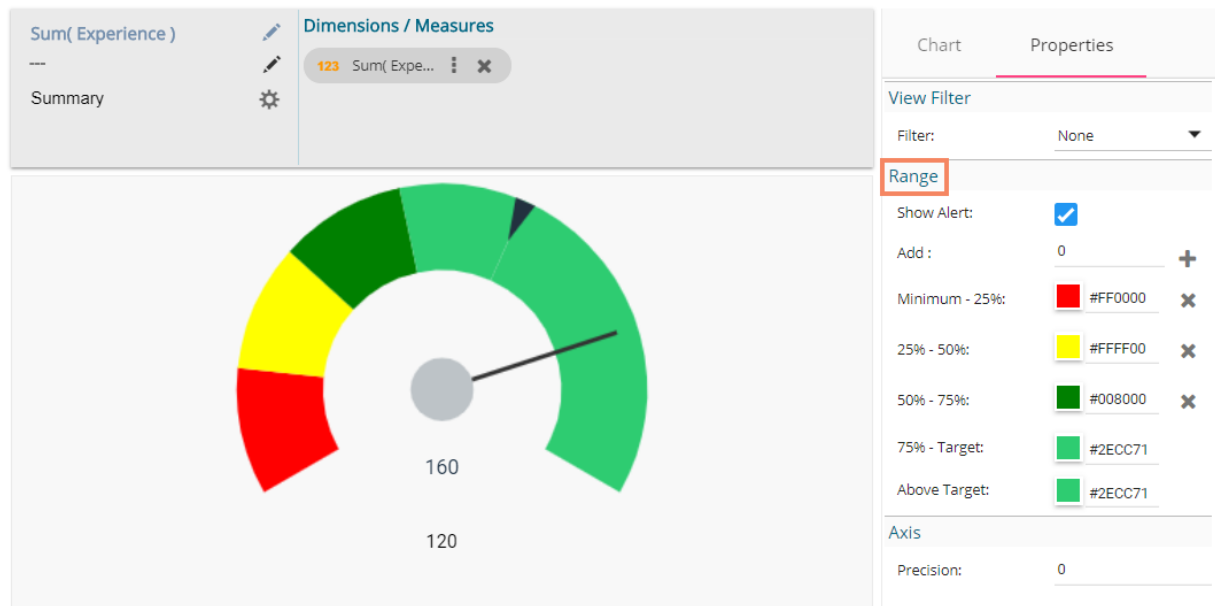 Sum( Experience )
---
Summary
Dimensions / Measures
123 Sum( Expe...
160
120
Chart Properties
View Filter
Filter: None
Range
Show Alert:
Add : 0
Minimum - 25%: #FF0000
25% - 50%: #FFFF00
50% - 75%: #008000
75% - Target: #2ECC71
Above Target: #2ECC71
Axis
Precision: 0